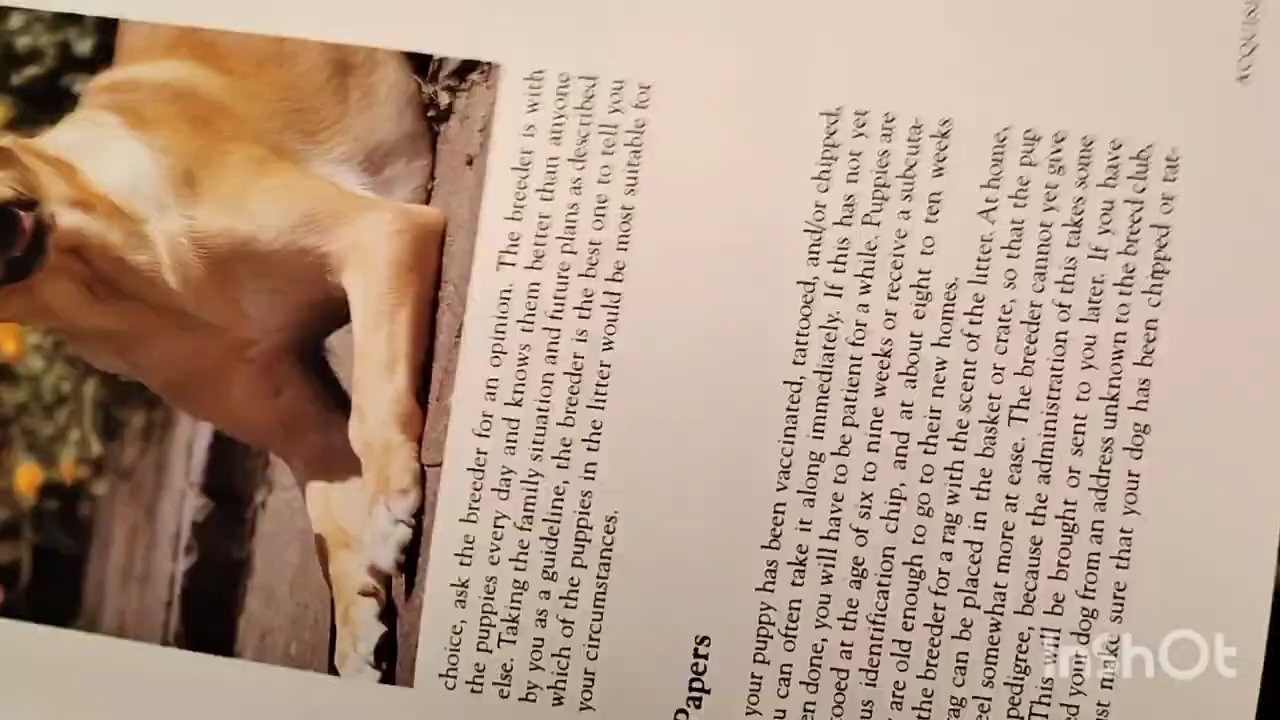 ACQUISI
choice, ask the breeder for an opinion. The breeder is with
the puppies every day and knows them better than anyone
else. Taking the family situation and future plans as described
by you as a guideline, the breeder is the best one to tell you
which of the puppies in the litter would be most suitable for
your circumstances.
Papers
your puppy has been vaccinated, tattooed, and/or chipped,
u can often take it along immediately. If this has not yet
en done, you will have to be patient for a while. Puppies are
tooed at the age of six to nine weeks or receive a subcuta-
us identification chip, and at about eight to ten weeks
are old enough to go to their new homes.
the breeder for a rag with the scent of the litter. At home,
rag can be placed in the basket or crate, so that the pup
eel somewhat more at ease. The breeder cannot yet give
pedigree, because the administration of this takes some
This will be brought or sent to you later. If you have
d your dog from an address unknown to the breed club,
st make sure that your dog has been chipped or tat-
InShOt